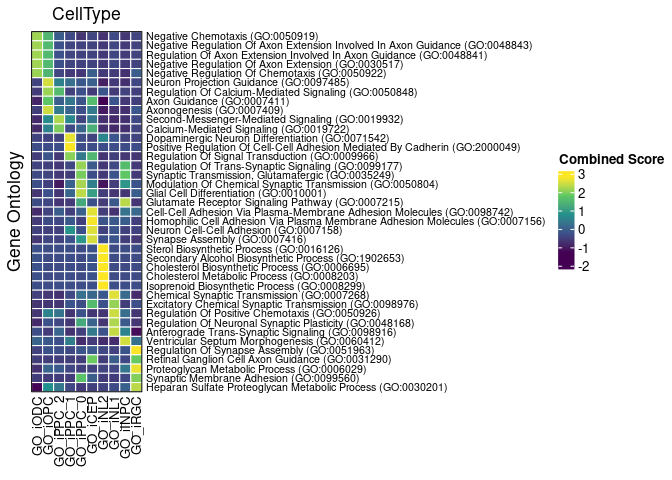 CellType
Gene Ontology
Negative Chemotaxis (GO:0050919)
Negative Regulation Of Axon Extension Involved In Axon Guidance (GO:0048843)
Regulation Of Axon Extension Involved In Axon Guidance (GO:0048841)
Negative Regulation Of Axon Extension (GO:0030517)
Negative Regulation Of Chemotaxis (GO:0050922)
Neuron Projection Guidance (GO:0097485)
Regulation Of Calcium-Mediated Signaling (GO:0050848)
Axon Guidance (GO:0007411)
Axonogenesis (GO:0007409)
Second-Messenger-Mediated Signaling (GO:0019932)
Calcium-Mediated Signaling (GO:0019722)
Dopaminergic Neuron Differentiation (GO:0071542)
Positive Regulation Of Cell-Cell Adhesion Mediated By Cadherin (GO:2000049)
Regulation Of Signal Transduction (GO:0009966)
Regulation Of Trans-Synaptic Signaling (GO:0099177)
Synaptic Transmission, Glutamatergic (GO:0035249)
Modulation Of Chemical Synaptic Transmission (GO:0050804)
Glial Cell Differentiation (GO:0010001)
Glutamate Receptor Signaling Pathway (GO:0007215)
Cell-Cell Adhesion Via Plasma-Membrane Adhesion Molecules (GO:0098742)
Homophilic Cell Adhesion Via Plasma Membrane Adhesion Molecules (GO:0007156)
Neuron Cell-Cell Adhesion (GO:0007158)
Synapse Assembly (GO:0007416)
Sterol Biosynthetic Process (GO:0016126)
Secondary Alcohol Biosynthetic Process (GO:1902653)
Cholesterol Biosynthetic Process (GO:0006695)
Cholesterol Metabolic Process (GO:0008203)
Isoprenoid Biosynthetic Process (GO:0008299)
Chemical Synaptic Transmission (GO:0007268)
Excitatory Chemical Synaptic Transmission (GO:0098976)
Regulation Of Positive Chemotaxis (GO:0050926)
Regulation Of Neuronal Synaptic Plasticity (GO:0048168)
Anterograde Trans-Synaptic Signaling (GO:0098916)
Ventricular Septum Morphogenesis (GO:0060412)
Regulation Of Synapse Assembly (GO:0051963)
Retinal Ganglion Cell Axon Guidance (GO:0031290)
Proteoglycan Metabolic Process (GO:0006029)
Synaptic Membrane Adhesion (GO:0099560)
Heparan Sulfate Proteoglycan Metabolic Process (GO:0030201)
GO_iODC
GO_iOPC
GO_iPPC_2
GO_iPPC_1
GO_iPPC_0
GO_iCEP
GO_iNL2
GO_iNL1
GO_iINPC
GO_iRGC
Combined Score
3
2
1
0
-1
-2